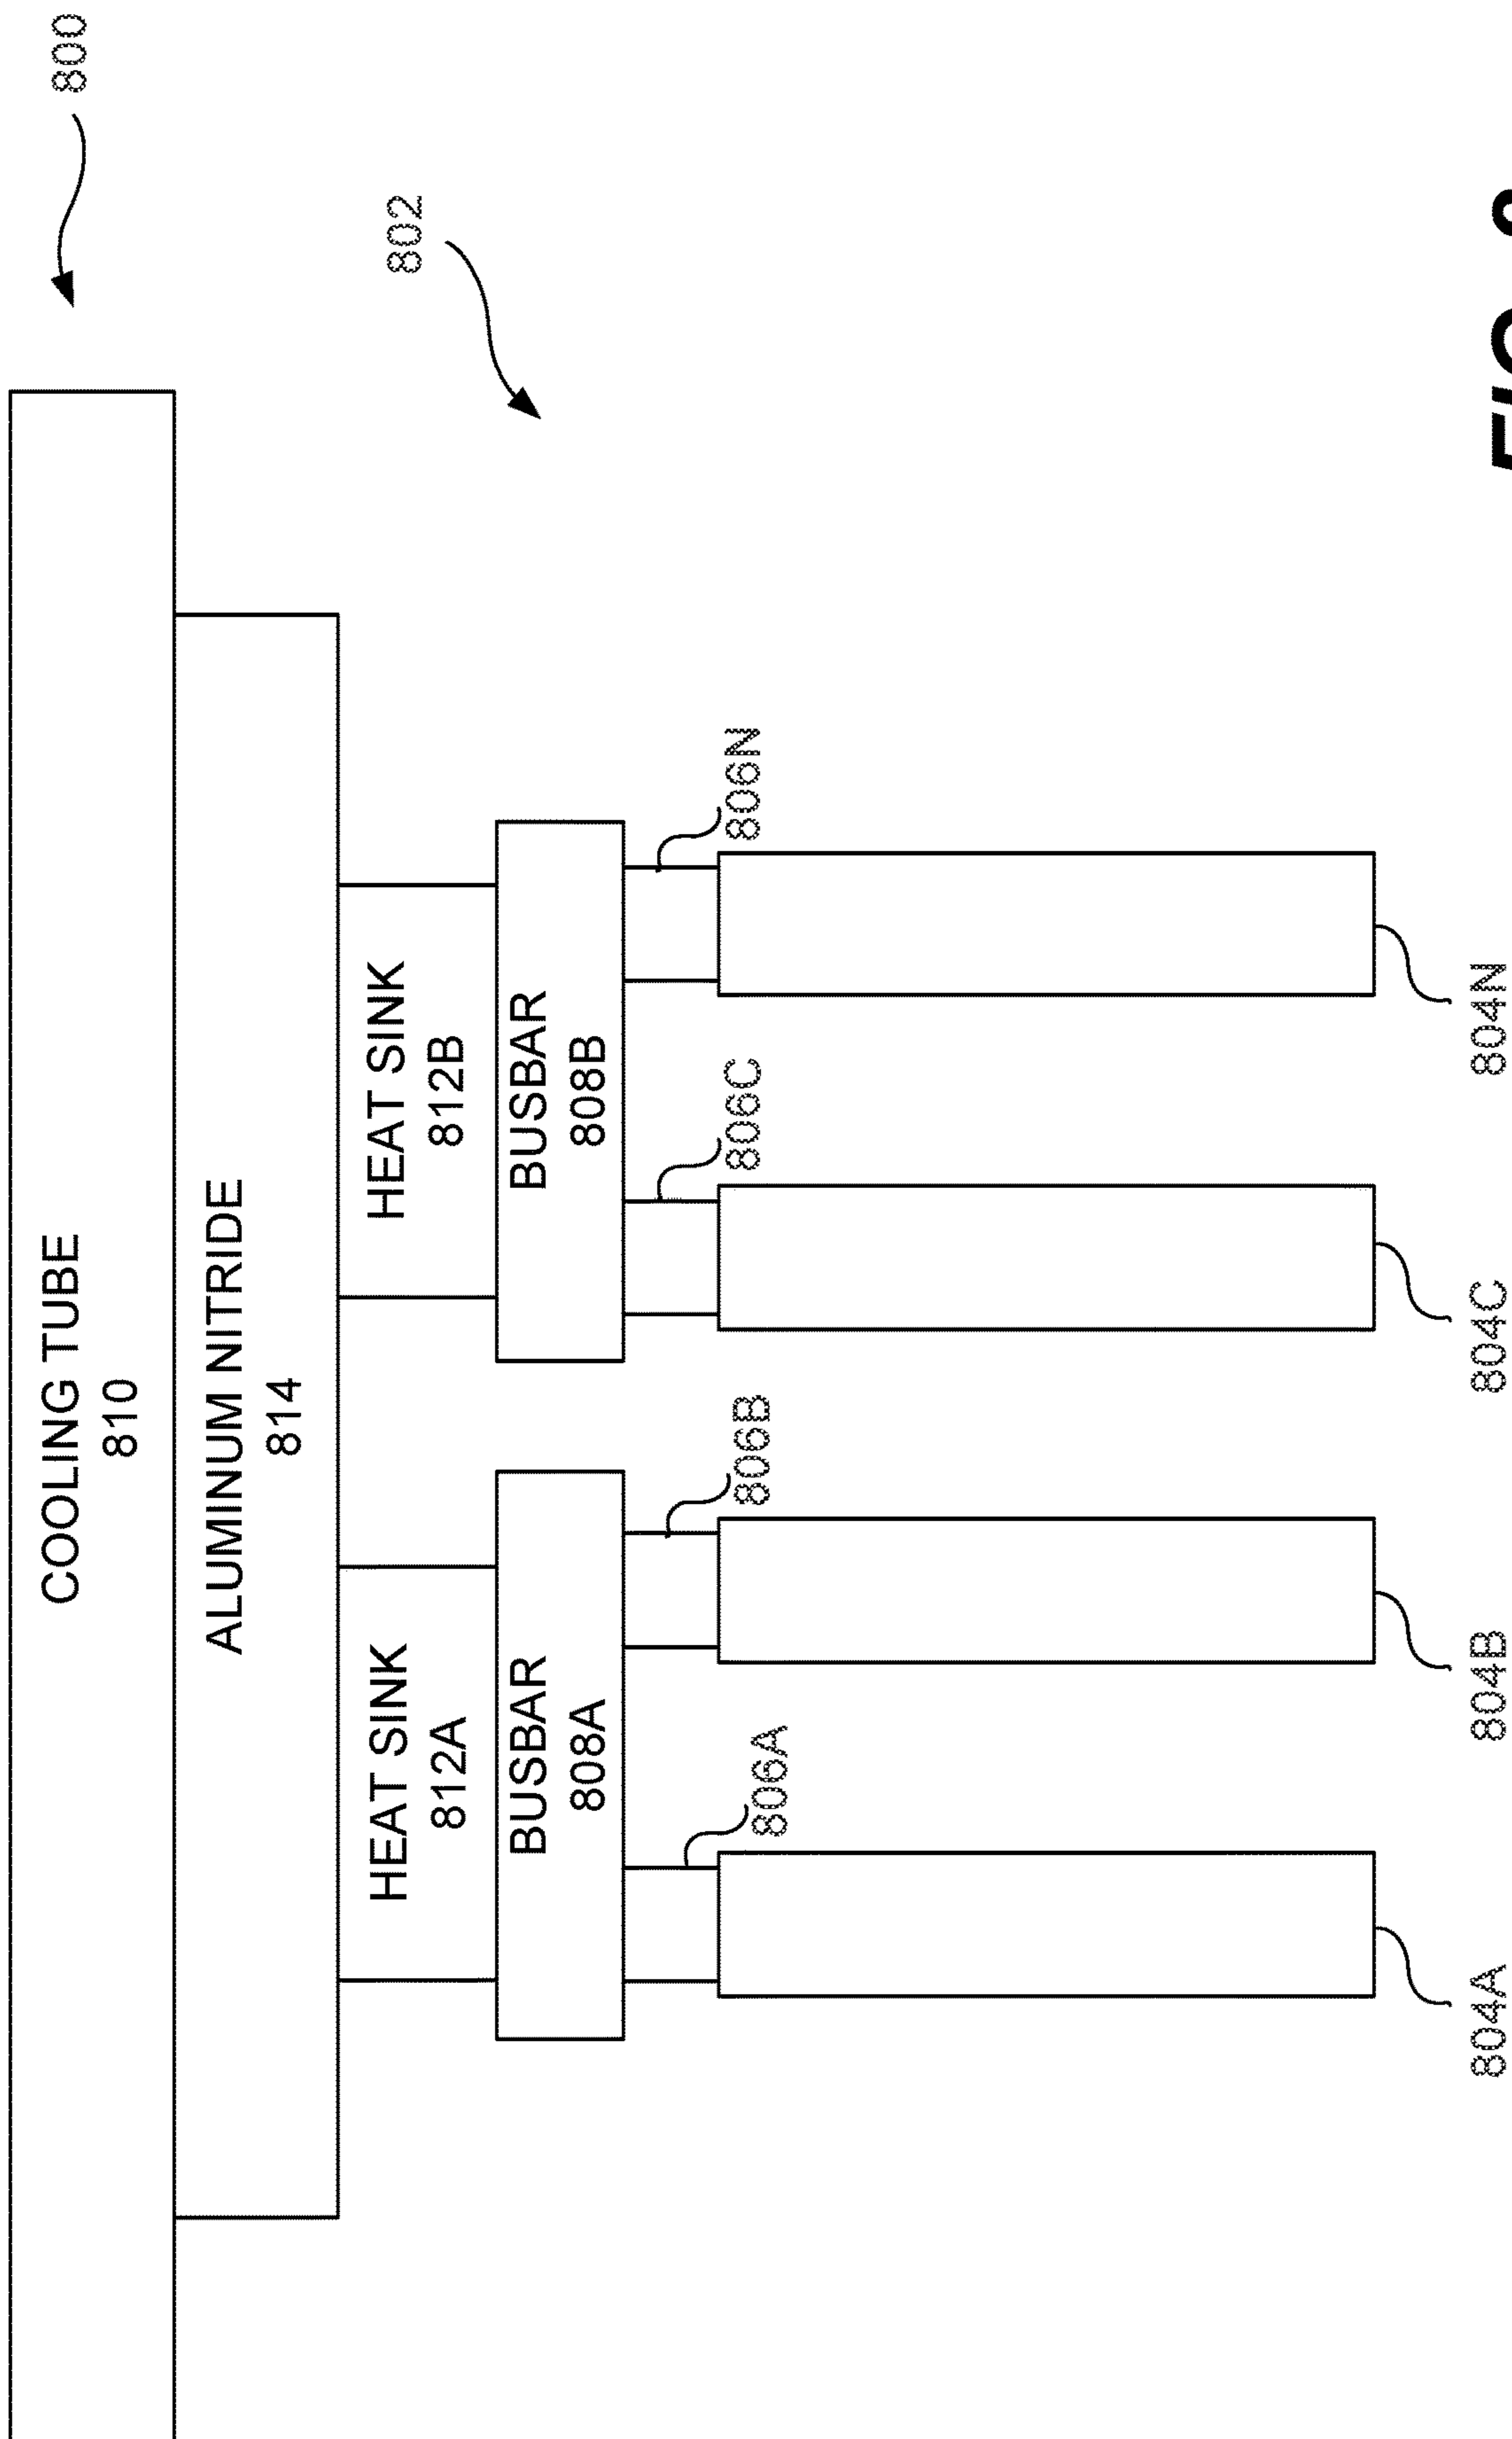 800
802
COOLING TUBE
810
ALUMINUM NITRIDE
814
HEAT SINK
812A
HEAT SINK
812B
BUSBAR
808A
BUSBAR
808B
806A
806B
806C
806N
804A
804B
804C
804N